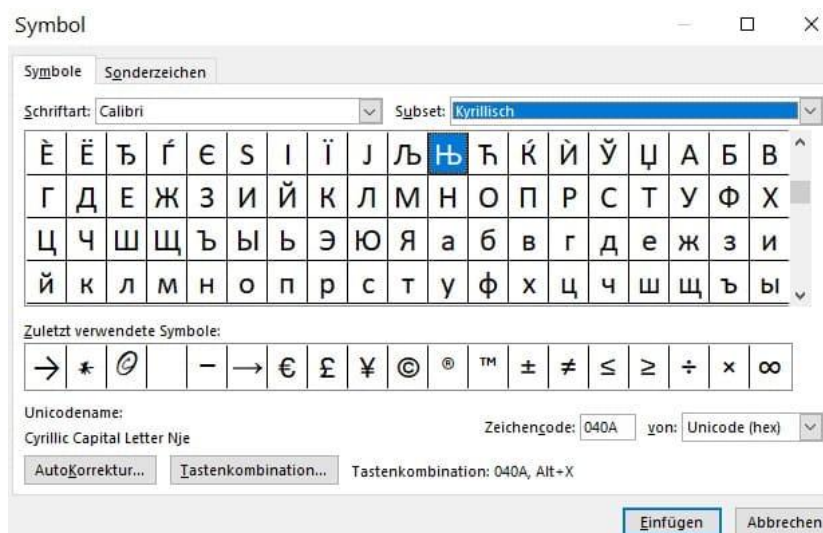 Symbol
Symbole Sonderzeichen
Schriftart: Calibri Subset: Kyrillisch
Ѐ Ё Ђ Ѓ Є Ѕ І Ї Ј Љ Њ Ћ Ќ Ѝ Ў Џ А Б В
Г Д Е Ж З И Й К Л М Н О П Р С Т У Ф Х
Ц Ч Ш Щ Ъ Ы Ь Э Ю Я а б в г д е ж з и
й к л м н о п р с т у ф х ц ч ш щ ъ ы
Zuletzt verwendete Symbole:
→ − ⟶ € £ ¥ © ® ™ ± ≠ ≤ ≥ ÷ × ∞
Unicodename:
Cyrillic Capital Letter Nje
Zeichencode: 040A von: Unicode (hex)
AutoKorrektur... Tastenkombination... Tastenkombination: 040A, Alt+X
Einfügen Abbrechen